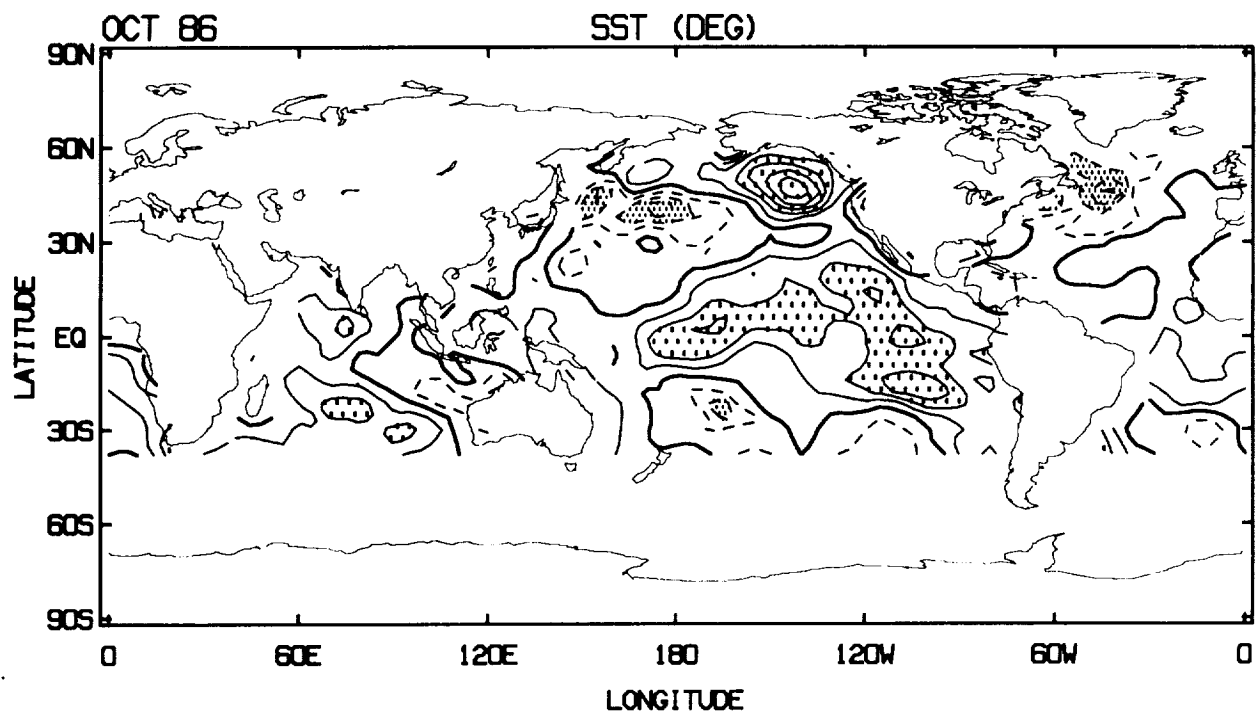 OCT 86 SST (DEG)
90N
60N
30N
EQ
30S
60S
90S
LATITUDE
0 60E 120E 180 120W 60W 0
LONGITUDE